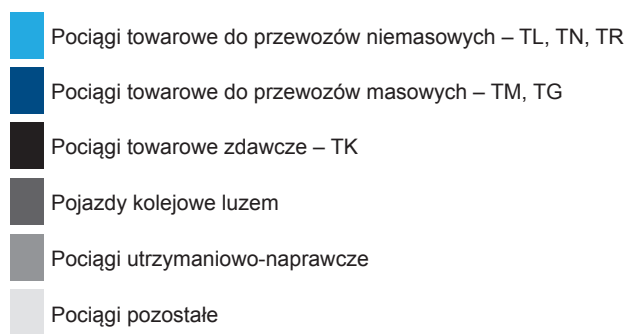 Pociągi towarowe do przewozów niemasowych – TL, TN, TR
Pociągi towarowe do przewozów masowych – TM, TG
Pociągi towarowe zdawcze – TK
Pojazdy kolejowe luzem
Pociągi utrzymaniowo-naprawcze
Pociągi pozostałe